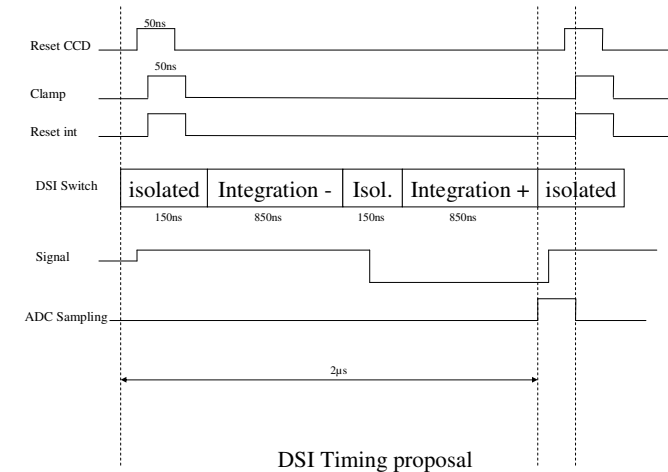 50ns
Reset CCD
50ns
Clamp
Reset int
DSI Switch isolated Integration - Isol. Integration + isolated
150ns 850ns 150ns 850ns
Signal
ADC Sampling
2µs
DSI Timing proposal